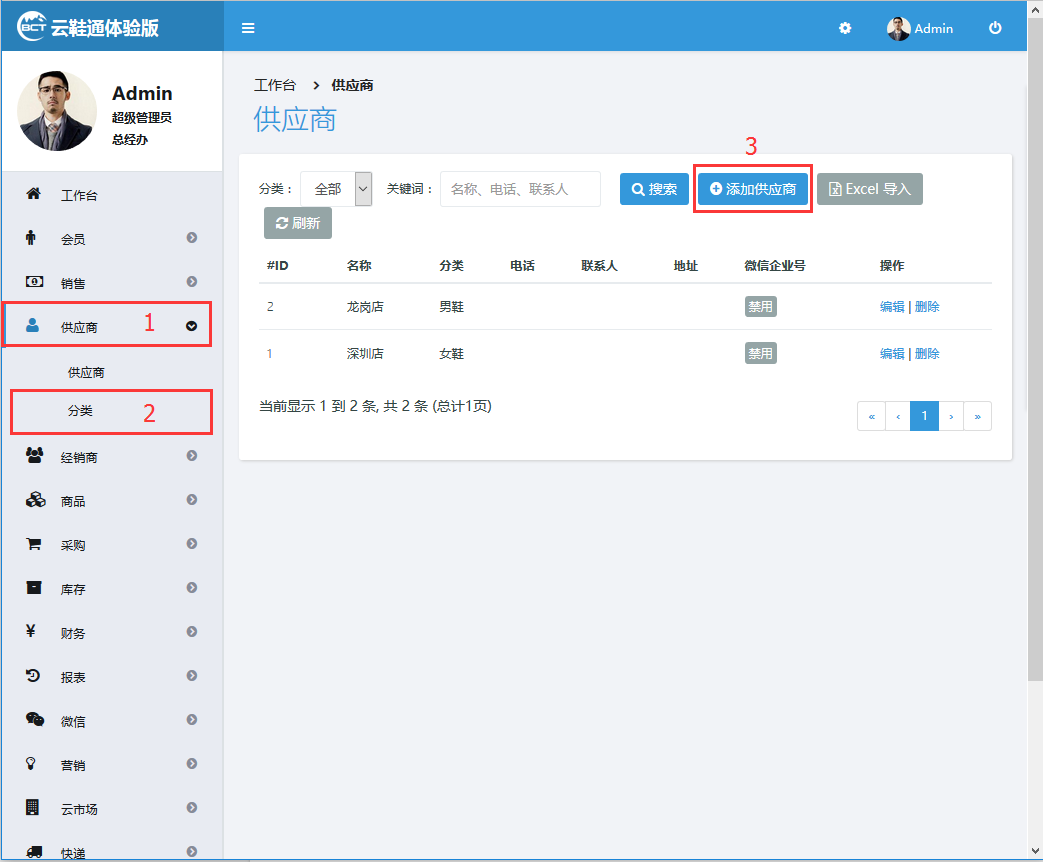 BCT 云鞋通体验版
Admin
Admin
超级管理员
总经办
工作台
会员
销售
供应商 1
供应商
分类 2
经销商
商品
采购
库存
¥ 财务
报表
微信
营销
云市场
快递
工作台 > 供应商
供应商
3
分类： 全部 关键词： 名称、电话、联系人 搜索 添加供应商 Excel 导入
刷新
#ID 名称 分类 电话 联系人 地址 微信企业号 操作
2 龙岗店 男鞋 禁用 编辑 | 删除
1 深圳店 女鞋 禁用 编辑 | 删除
当前显示 1 到 2 条, 共 2 条 (总计1页)
« ‹ 1 › »